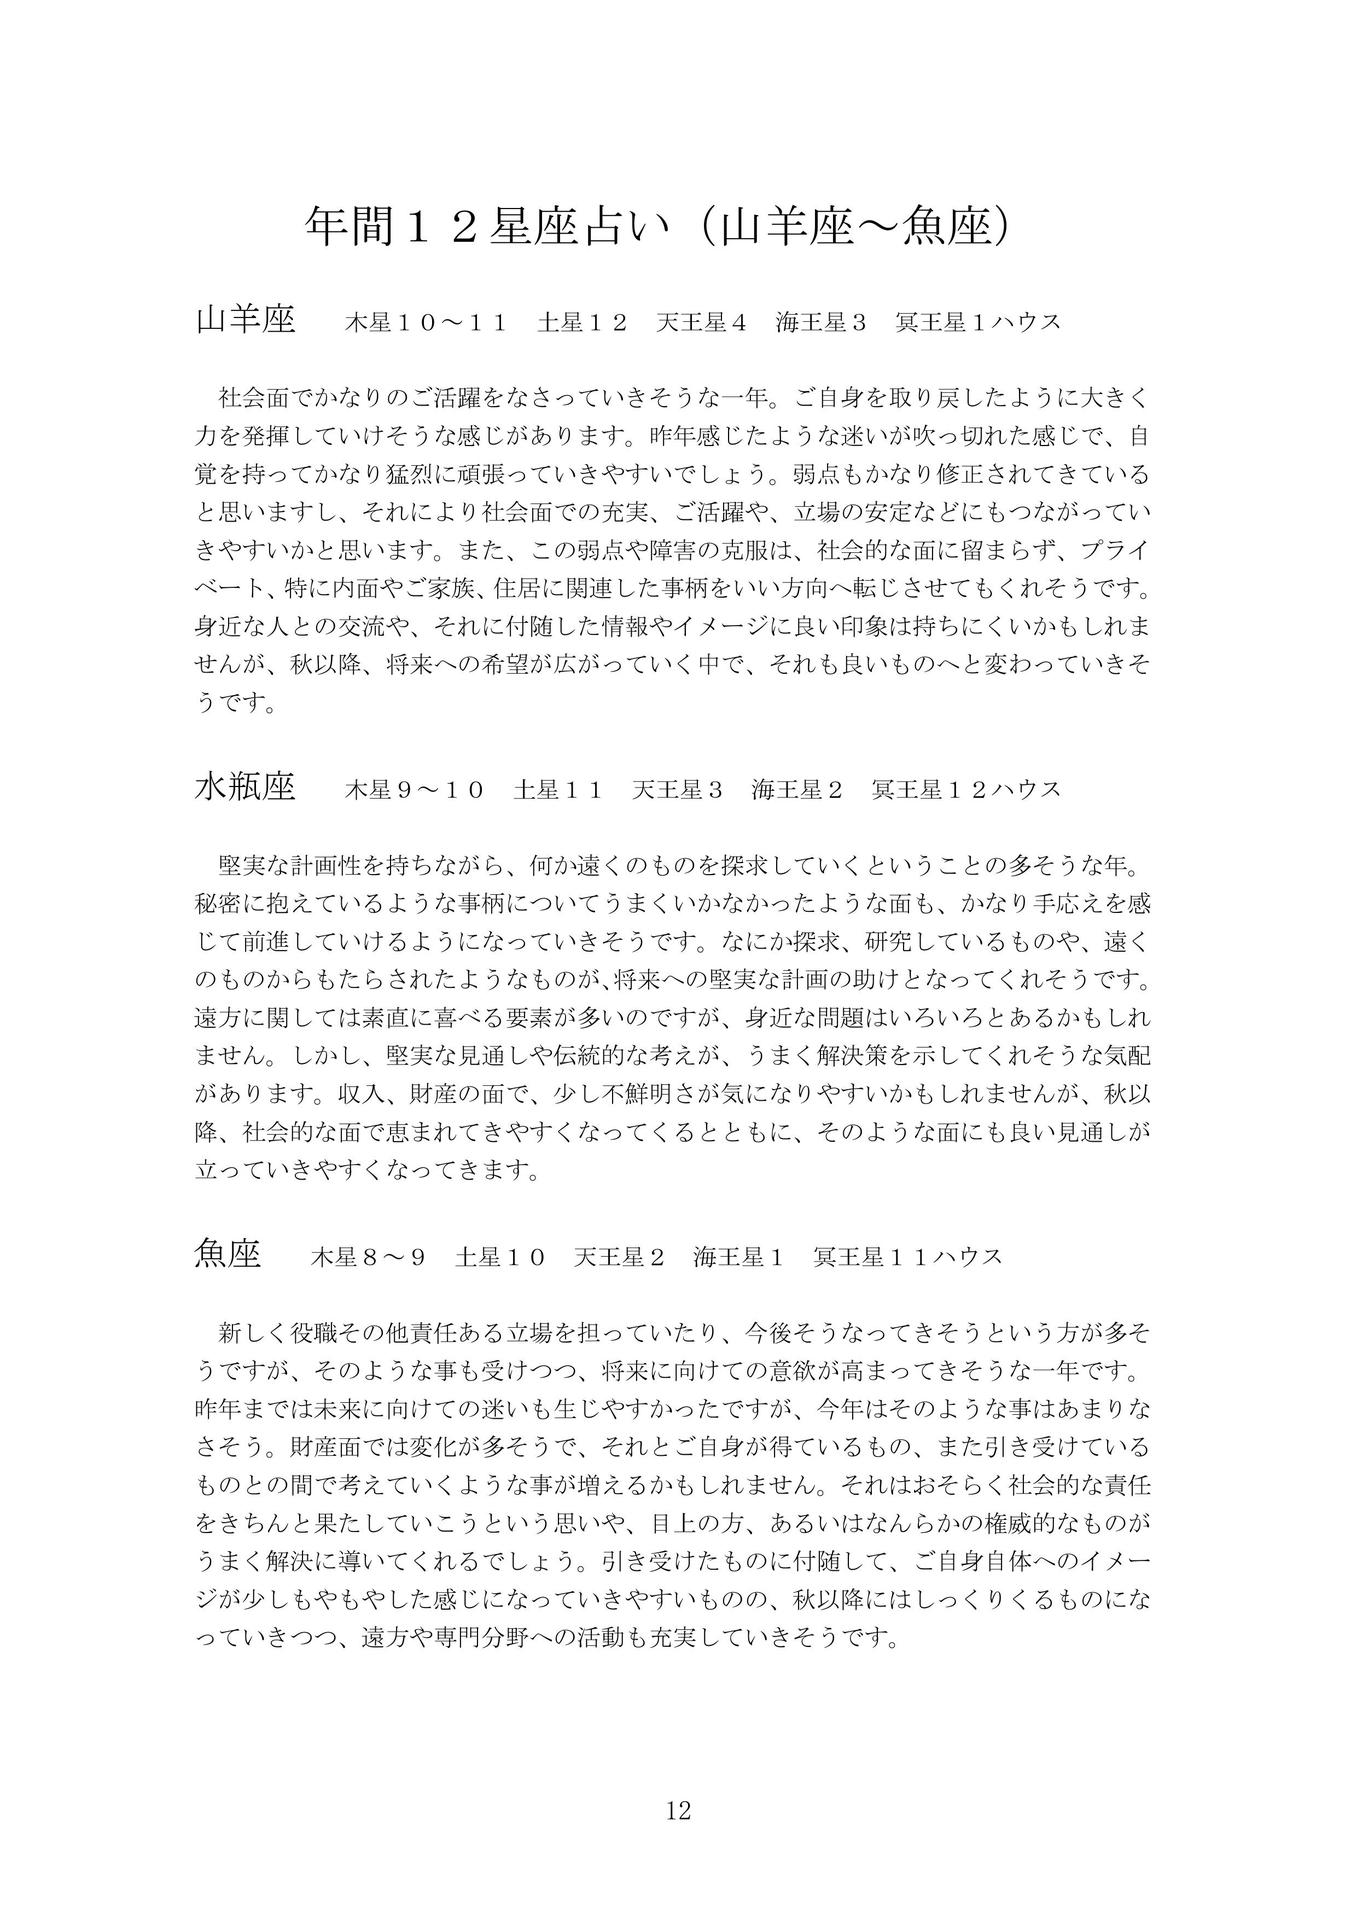 年間１２星座占い（山羊座～魚座）
山羊座　木星１０～１１　土星１２　天王星４　海王星３　冥王星１ハウス
　社会面でかなりのご活躍をなさっていきそうな一年。ご自身を取り戻したように大きく
力を発揮していけそうな感じがあります。昨年感じたような迷いが吹っ切れた感じで、自
覚を持ってかなり猛烈に頑張っていきやすいでしょう。弱点もかなり修正されてきている
と思いますし、それにより社会面での充実、ご活躍や、立場の安定などにもつながってい
きやすいかと思います。また、この弱点や障害の克服は、社会的な面に留まらず、プライ
ベート、特に内面やご家族、住居に関連した事柄をいい方向へ転じさせてもくれそうです。
身近な人との交流や、それに付随した情報やイメージに良い印象は持ちにくいかもしれま
せんが、秋以降、将来への希望が広がっていく中で、それも良いものへと変わっていきそ
うです。
水瓶座　木星９～１０　土星１１　天王星３　海王星２　冥王星１２ハウス
　堅実な計画性を持ちながら、何か遠くのものを探求していくということの多そうな年。
秘密に抱えているような事柄についてうまくいかなかったような面も、かなり手応えを感
じて前進していけるようになっていきそうです。なにか探求、研究しているものや、遠く
のものからもたらされたようなものが、将来への堅実な計画の助けとなってくれそうです。
遠方に関しては素直に喜べる要素が多いのですが、身近な問題はいろいろとあるかもしれ
ません。しかし、堅実な見通しや伝統的な考えが、うまく解決策を示してくれそうな気配
があります。収入、財産の面で、少し不鮮明さが気になりやすいかもしれませんが、秋以
降、社会的な面で恵まれてきやすくなってくるとともに、そのような面にも良い見通しが
立っていきやすくなってきます。
魚座　木星８～９　土星１０　天王星２　海王星１　冥王星１１ハウス
　新しく役職その他責任ある立場を担っていたり、今後そうなってきそうという方が多そ
うですが、そのような事も受けつつ、将来に向けての意欲が高まってきそうな一年です。
昨年までは未来に向けての迷いも生じやすかったですが、今年はそのような事はあまりな
さそう。財産面では変化が多そうで、それとご自身が得ているもの、また引き受けている
ものとの間で考えていくような事が増えるかもしれません。それはおそらく社会的な責任
をきちんと果たしていこうという思いや、目上の方、あるいはなんらかの権威的なものが
うまく解決に導いてくれるでしょう。引き受けたものに付随して、ご自身自体へのイメー
ジが少しもやもやした感じになっていきやすいものの、秋以降にはしっくりくるものにな
っていきつつ、遠方や専門分野への活動も充実していきそうです。
12